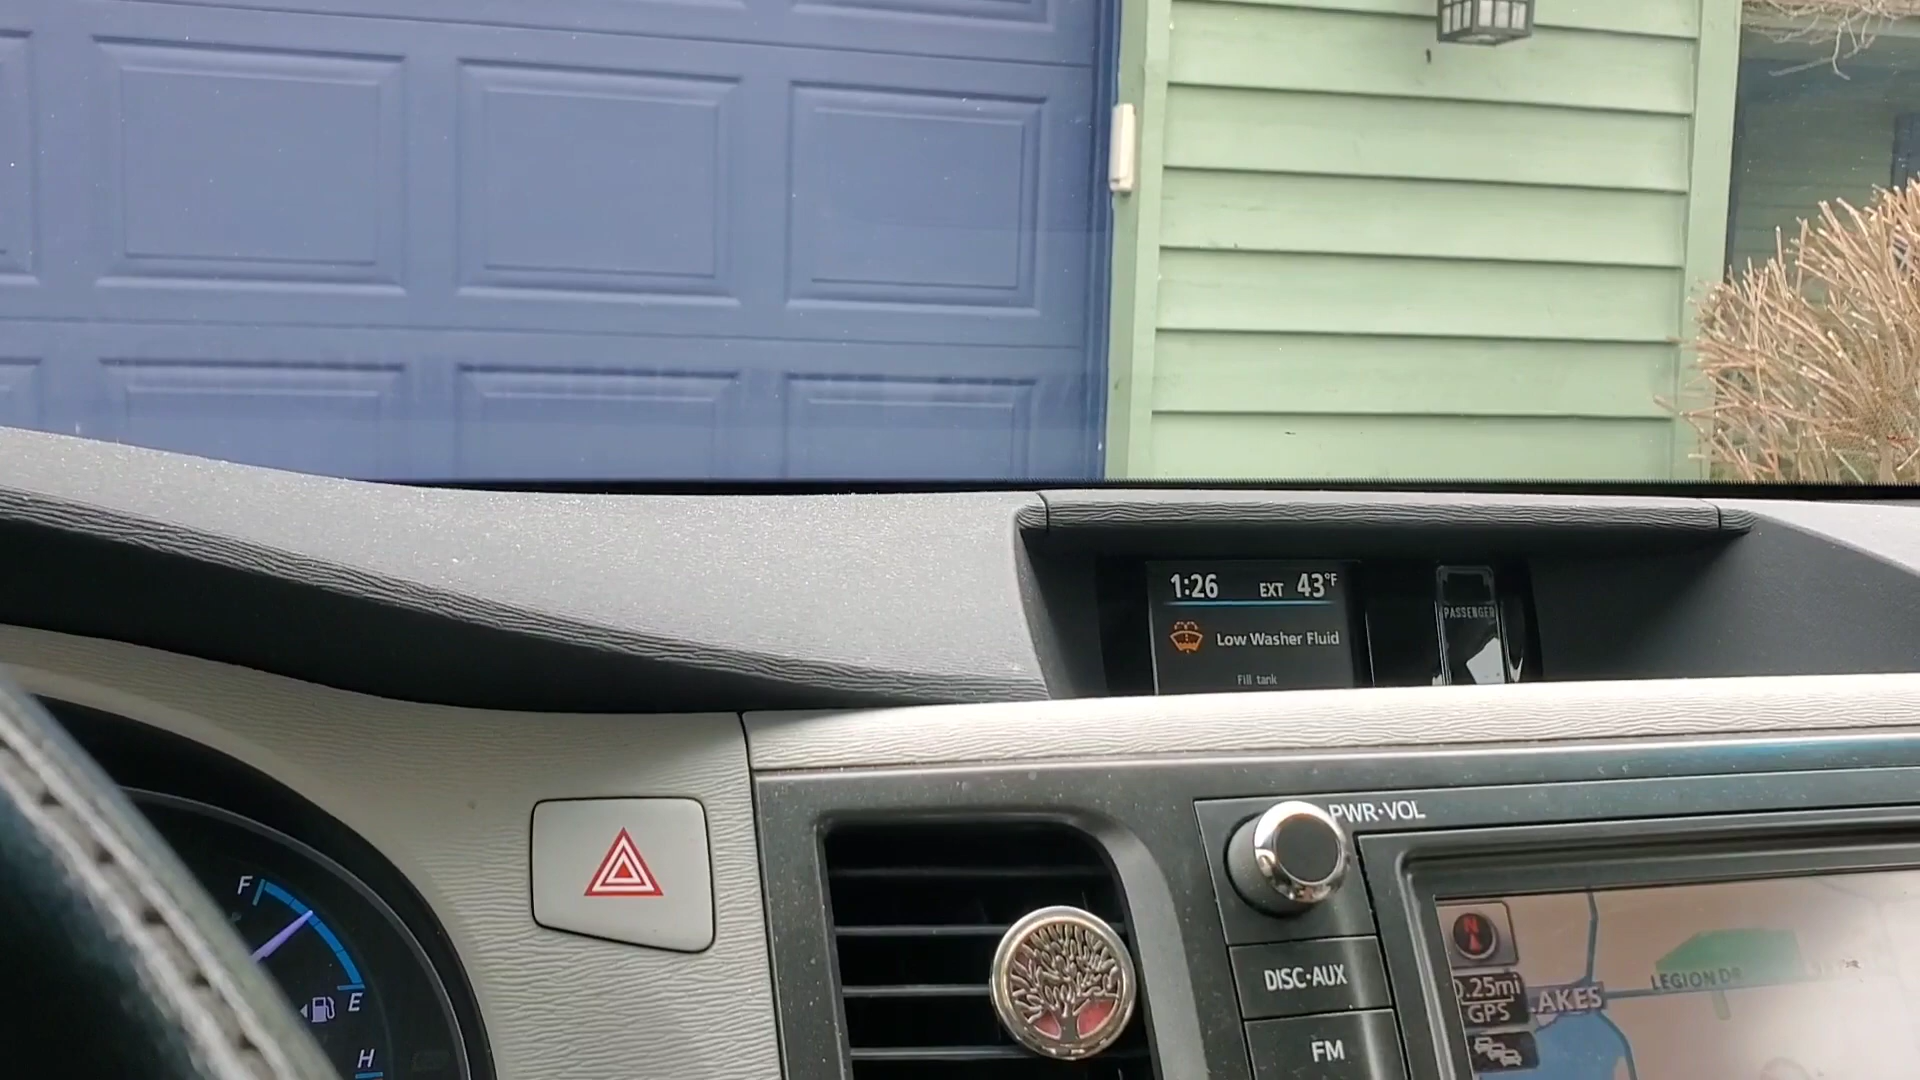 1:26 EXT 43°F
Low Washer Fluid
Fill tank
PASSENGER
PWR•VOL
DISC•AUX
FM
F
E
H
N
0.25mi
GPS
LAKES
LEGION DR